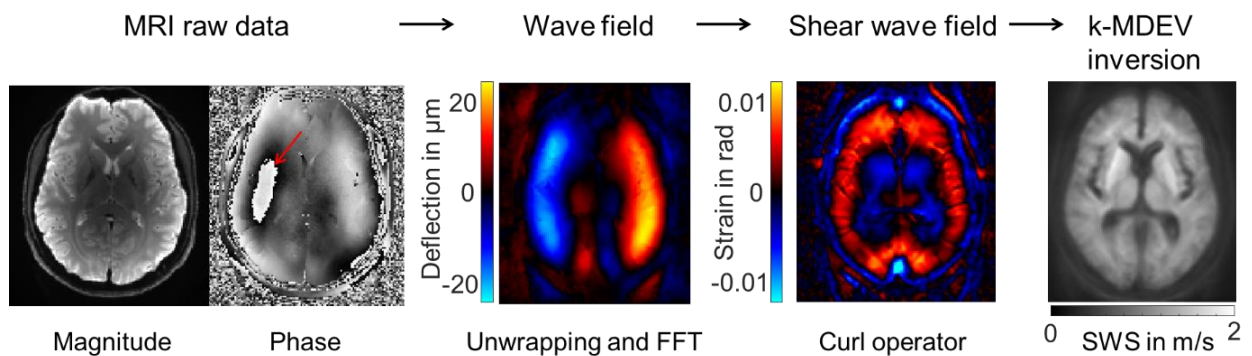 MRI raw data → Wave field → Shear wave field → k-MDEV
inversion
Deflection in µm
20
0
-20
Strain in rad
0.01
0
-0.01
0 2
Magnitude Phase Unwrapping and FFT Curl operator SWS in m/s